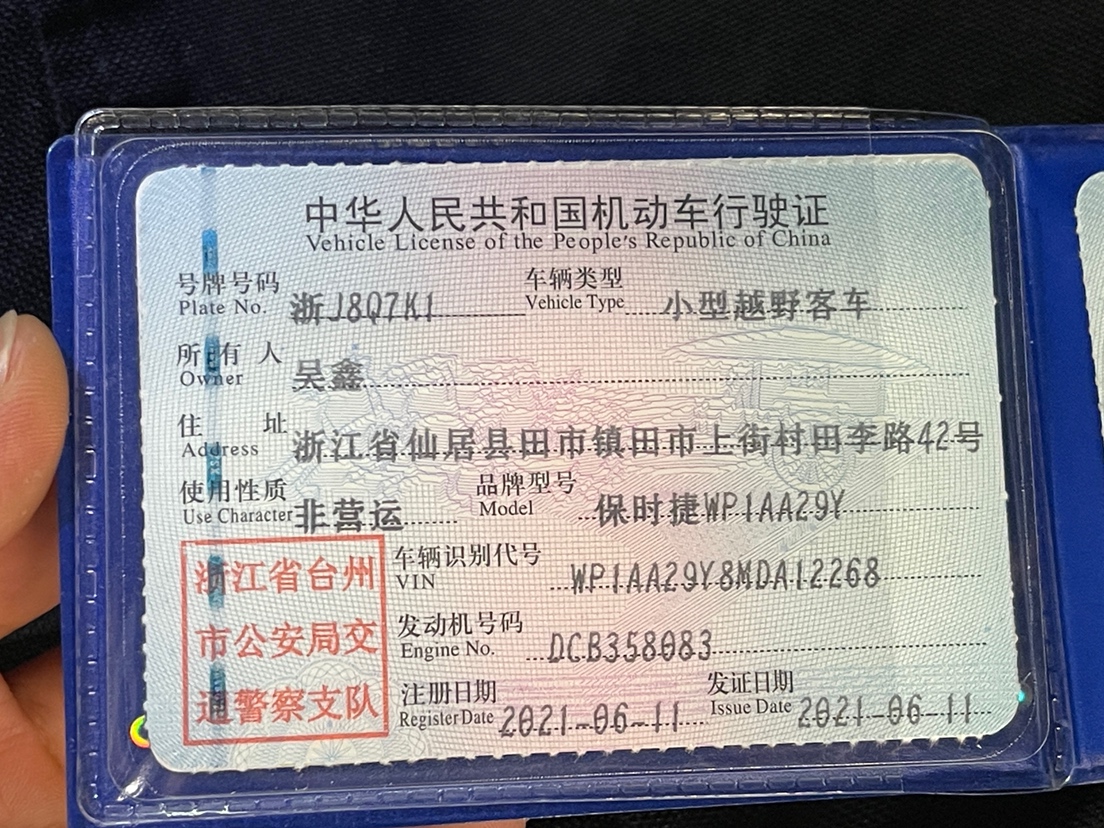 中华人民共和国机动车行驶证
Vehicle License of the People's Republic of China
号牌号码 浙J8Q7K1 车辆类型 小型越野客车
Plate No. Vehicle Type
所有人 吴鑫
Owner
住址 浙江省仙居县田市镇田市上街村田李路42号
Address
使用性质 非营运 品牌型号 保时捷WP1AA29Y
Use Character Model
浙江省台州
市公安局交
通警察支队
车辆识别代号 WP1AA29Y8MDA12268
VIN
发动机号码 DCB358083
Engine No.
注册日期 2021-06-11 发证日期 2021-06-11
Register Date Issue Date